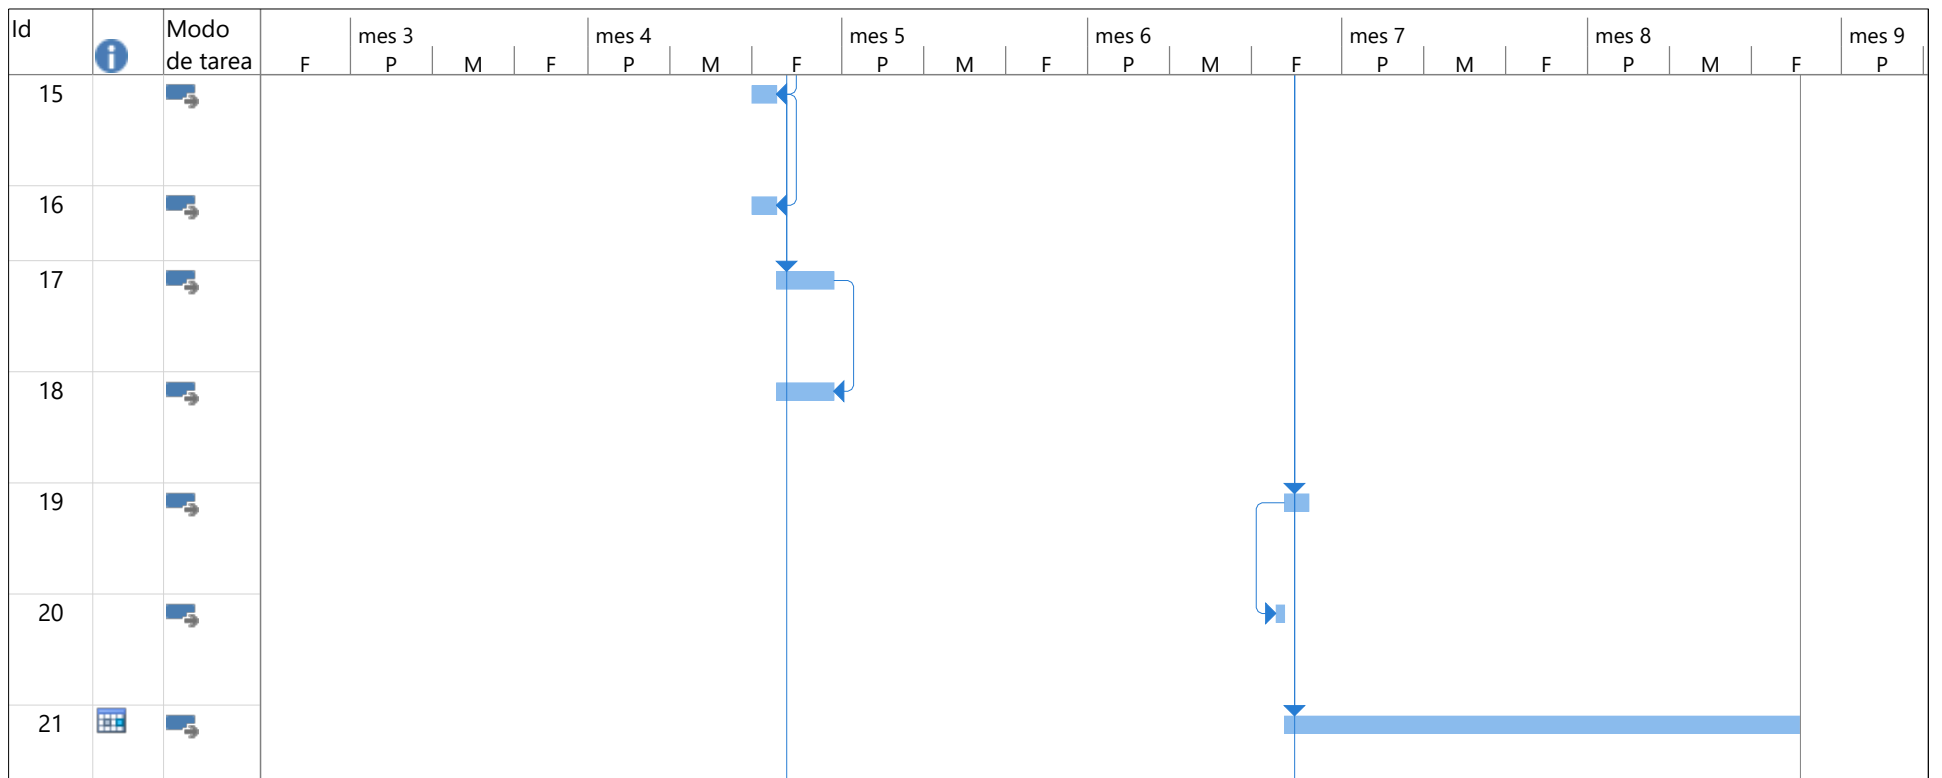 Id
Modo
de tarea
mes 3 mes 4 mes 5 mes 6 mes 7 mes 8 mes 9
F P M F P M F P M F P M F P M F P M F P
15
16
17
18
19
20
21